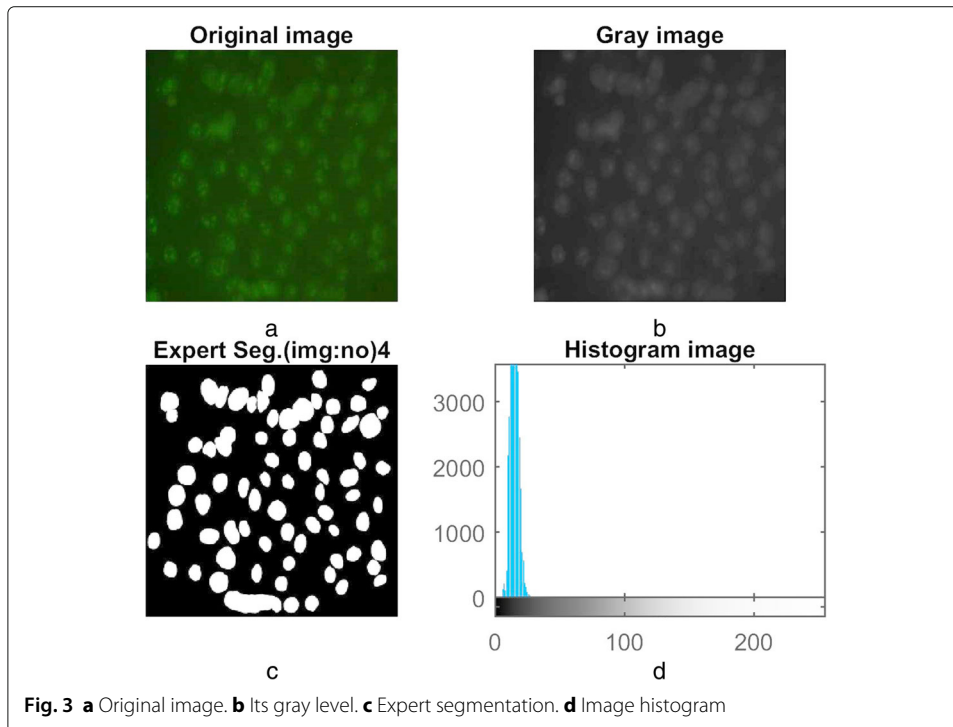 Original image
Gray image
a
b
Expert Seg.(img:no)4
Histogram image
3000
2000
1000
0
0 100 200
c
d
Fig. 3 a Original image. b Its gray level. c Expert segmentation. d Image histogram